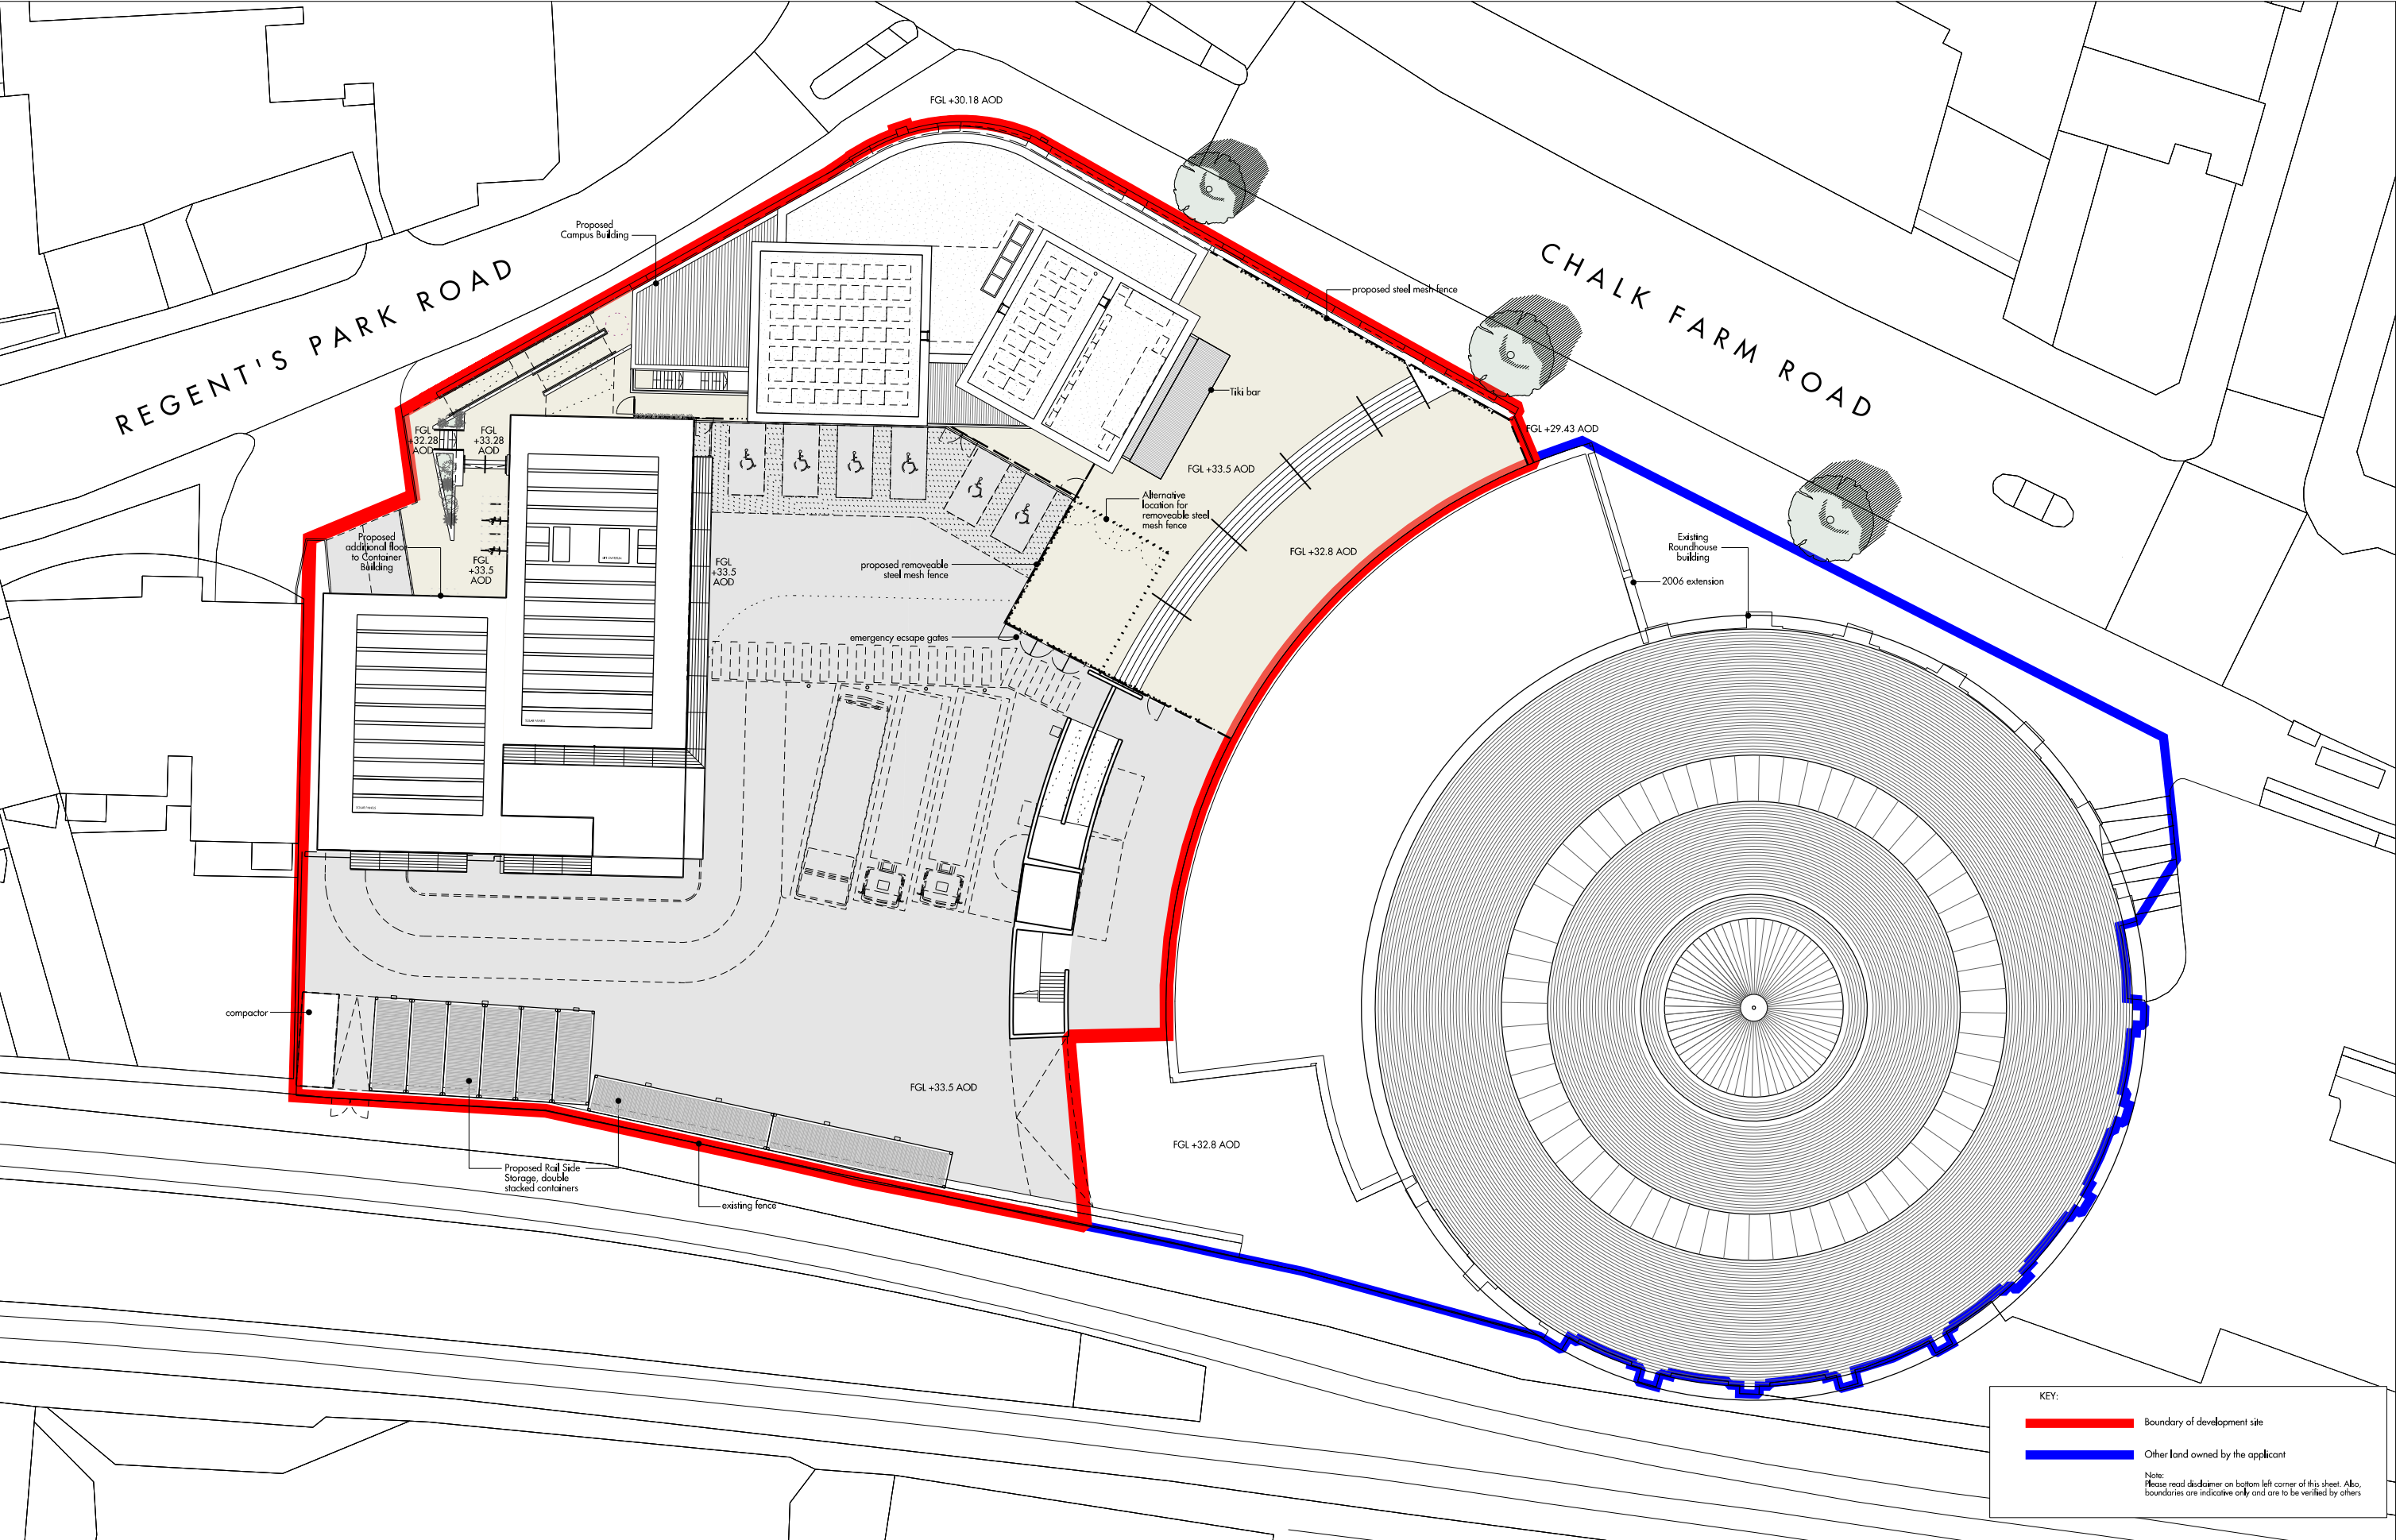 FGL +30.18 AOD
Proposed
Campus Building
REGENT'S PARK ROAD
CHALK FARM ROAD
proposed steel mesh fence
Tiki bar
FGL
+32.28
AOD
FGL
+33.28
AOD
FGL +29.43 AOD
FGL +33.5 AOD
Alternative
location for
removeable steel
mesh fence
Proposed
additional floor
to Container
Building
FGL
+33.5
AOD
FGL
+33.5
AOD
proposed removeable
steel mesh fence
FGL +32.8 AOD
Existing
Roundhouse
building
2006 extension
emergency ecsape gates
compactor
FGL +33.5 AOD
FGL +32.8 AOD
Proposed Rail Side
Storage, double
stacked containers
existing fence
KEY:
Boundary of development site
Other land owned by the applicant
Note:
Please read disclaimer on bottom left corner of this sheet. Also,
boundaries are indicative only and are to be verified by others